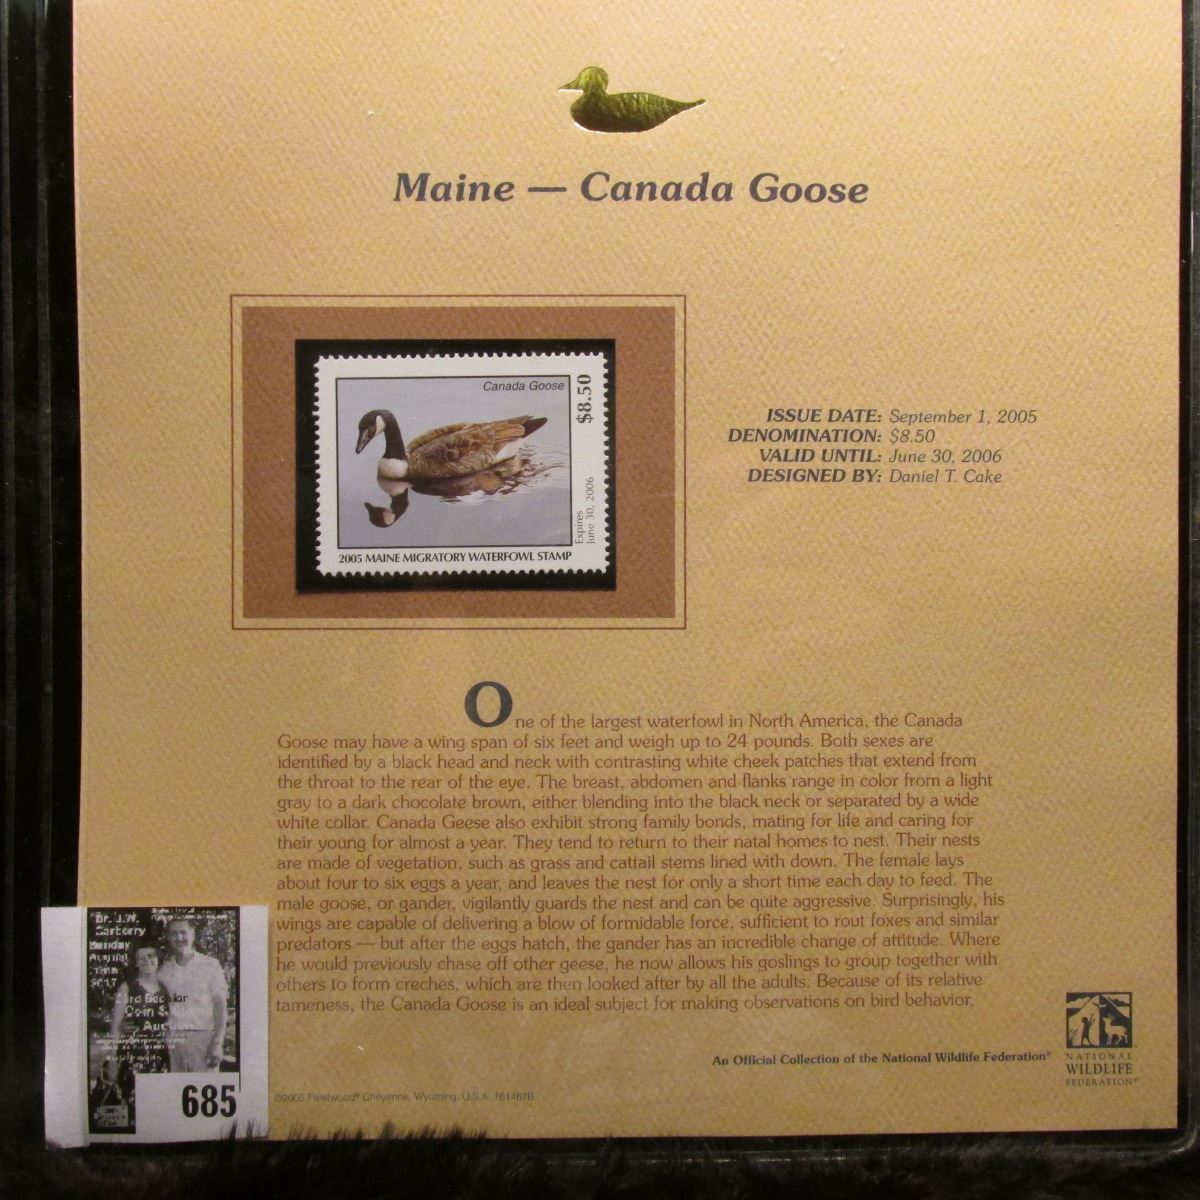 Maine — Canada Goose
Canada Goose
$8.50
Expires
June 30, 2006
2005 MAINE MIGRATORY WATERFOWL STAMP
ISSUE DATE: September 1, 2005
DENOMINATION: $8.50
VALID UNTIL: June 30, 2006
DESIGNED BY: Daniel T. Cake
One of the largest waterfowl in North America, the Canada
Goose may have a wing span of six feet and weigh up to 24 pounds. Both sexes are
identified by a black head and neck with contrasting white cheek patches that extend from
the throat to the rear of the eye. The breast, abdomen and flanks range in color from a light
gray to a dark chocolate brown, either blending into the black neck or separated by a wide
white collar. Canada Geese also exhibit strong family bonds, mating for life and caring for
their young for almost a year. They tend to return to their natal homes to nest. Their nests
are made of vegetation, such as grass and cattail stems lined with down. The female lays
about four to six eggs a year, and leaves the nest for only a short time each day to feed. The
male goose, or gander, vigilantly guards the nest and can be quite aggressive. Surprisingly, his
wings are capable of delivering a blow of formidable force, sufficient to rout foxes and similar
predators — but after the eggs hatch, the gander has an incredible change of attitude. Where
he would previously chase off other geese, he now allows his goslings to group together with
others to form creches, which are then looked after by all the adults. Because of its relative
tameness, the Canada Goose is an ideal subject for making observations on bird behavior.
An Official Collection of the National Wildlife Federation®
NATIONAL
WILDLIFE
FEDERATION®
©2005 Fleetwood® Cheyenne, Wyoming, U.S.A. 161467B
Dr. J.W.
Carberry
Sunday
685